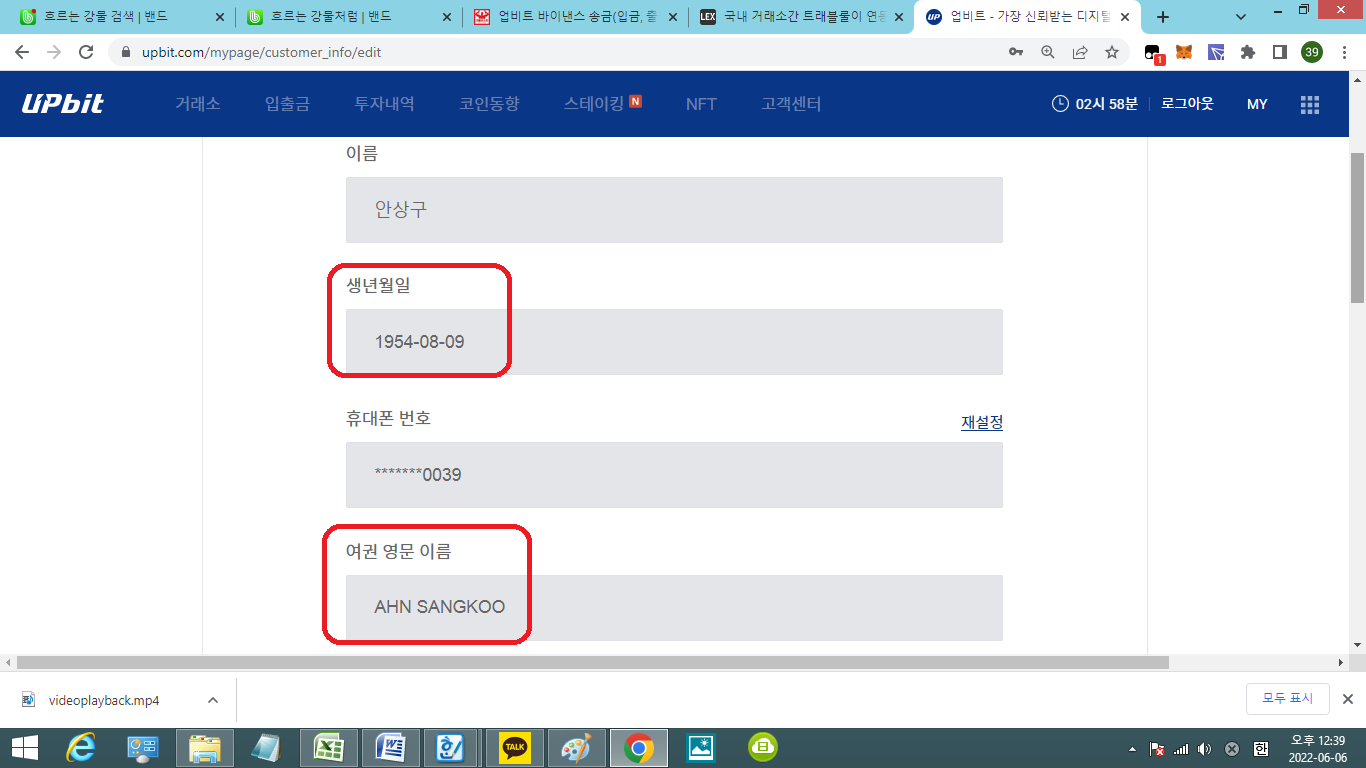 흐르는 강물 검색 | 밴드
흐르는 강물처럼 | 밴드
업비트 바이낸스 송금(입금, 출
LEX 국내 거래소간 트래블룰이 연동
UP 업비트 - 가장 신뢰받는 디지털
upbit.com/mypage/customer_info/edit
1
39
UPbit
거래소
입출금
투자내역
코인동향
스테이킹 N
NFT
고객센터
02시 58분
로그아웃
MY
이름
안상구
생년월일
1954-08-09
휴대폰 번호
재설정
*******0039
여권 영문 이름
AHN SANGKOO
videoplayback.mp4
모두 표시
TALK
한
오후 12:39
2022-06-06